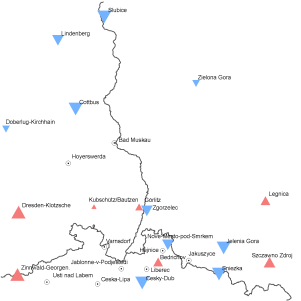 Slubice
Lindenberg
Zielona Gora
Cottbus
Doberlug-Kirchhain
Bad Muskau
Hoyerswerda
Legnica
Kubschutz/Bautzen
Gorlitz
Dresden-Klotzsche
Zgorzelec
Nove-Mesto-pod-Smrkem
Jelenia Gora
Varnsdorf
Hejnice
Jakuszyce
Szczawno Zdroj
Bedrichov
Jablonne-v-Podjestedi
Zinnwald-Georgen.
Liberec
Sniezka
Usti nad Labem
Ceska-Lipa
Cesky-Dub